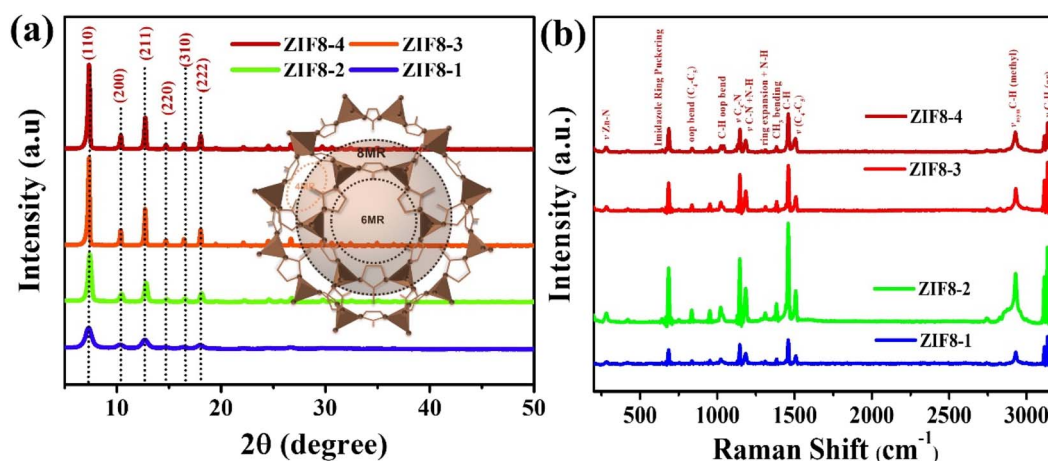 (a)
Intensity (a.u)
2θ (degree)
10
20
30
40
50
(110)
(200)
(211)
(220)
(310)
(222)
ZIF8-4
ZIF8-3
ZIF8-2
ZIF8-1
8MR
6MR
(b)
Intensity (a.u.)
Raman Shift (cm⁻¹)
500
1000
1500
2000
2500
3000
ν Zn-N
Imidazole Ring Puckering
oop bend (C₄-C₅)
C-H oop bend
ν C₅-N
ν C-N +N-H
ring expansion + N-H
CH₃ bending
C-H
ν (C₄-C₅)
νasym C-H (methyl)
ZIF8-4
ZIF8-3
ZIF8-2
ZIF8-1